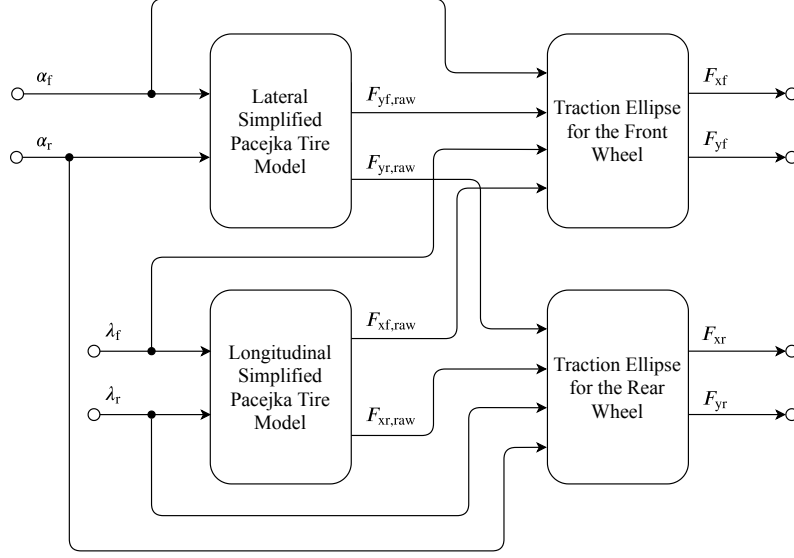 α_f
α_r
Lateral
Simplified
Pacejka Tire
Model
F_yf,raw
F_yr,raw
Traction Ellipse
for the Front
Wheel
F_xf
F_yf
λ_f
λ_r
Longitudinal
Simplified
Pacejka Tire
Model
F_xf,raw
F_xr,raw
Traction Ellipse
for the Rear
Wheel
F_xr
F_yr